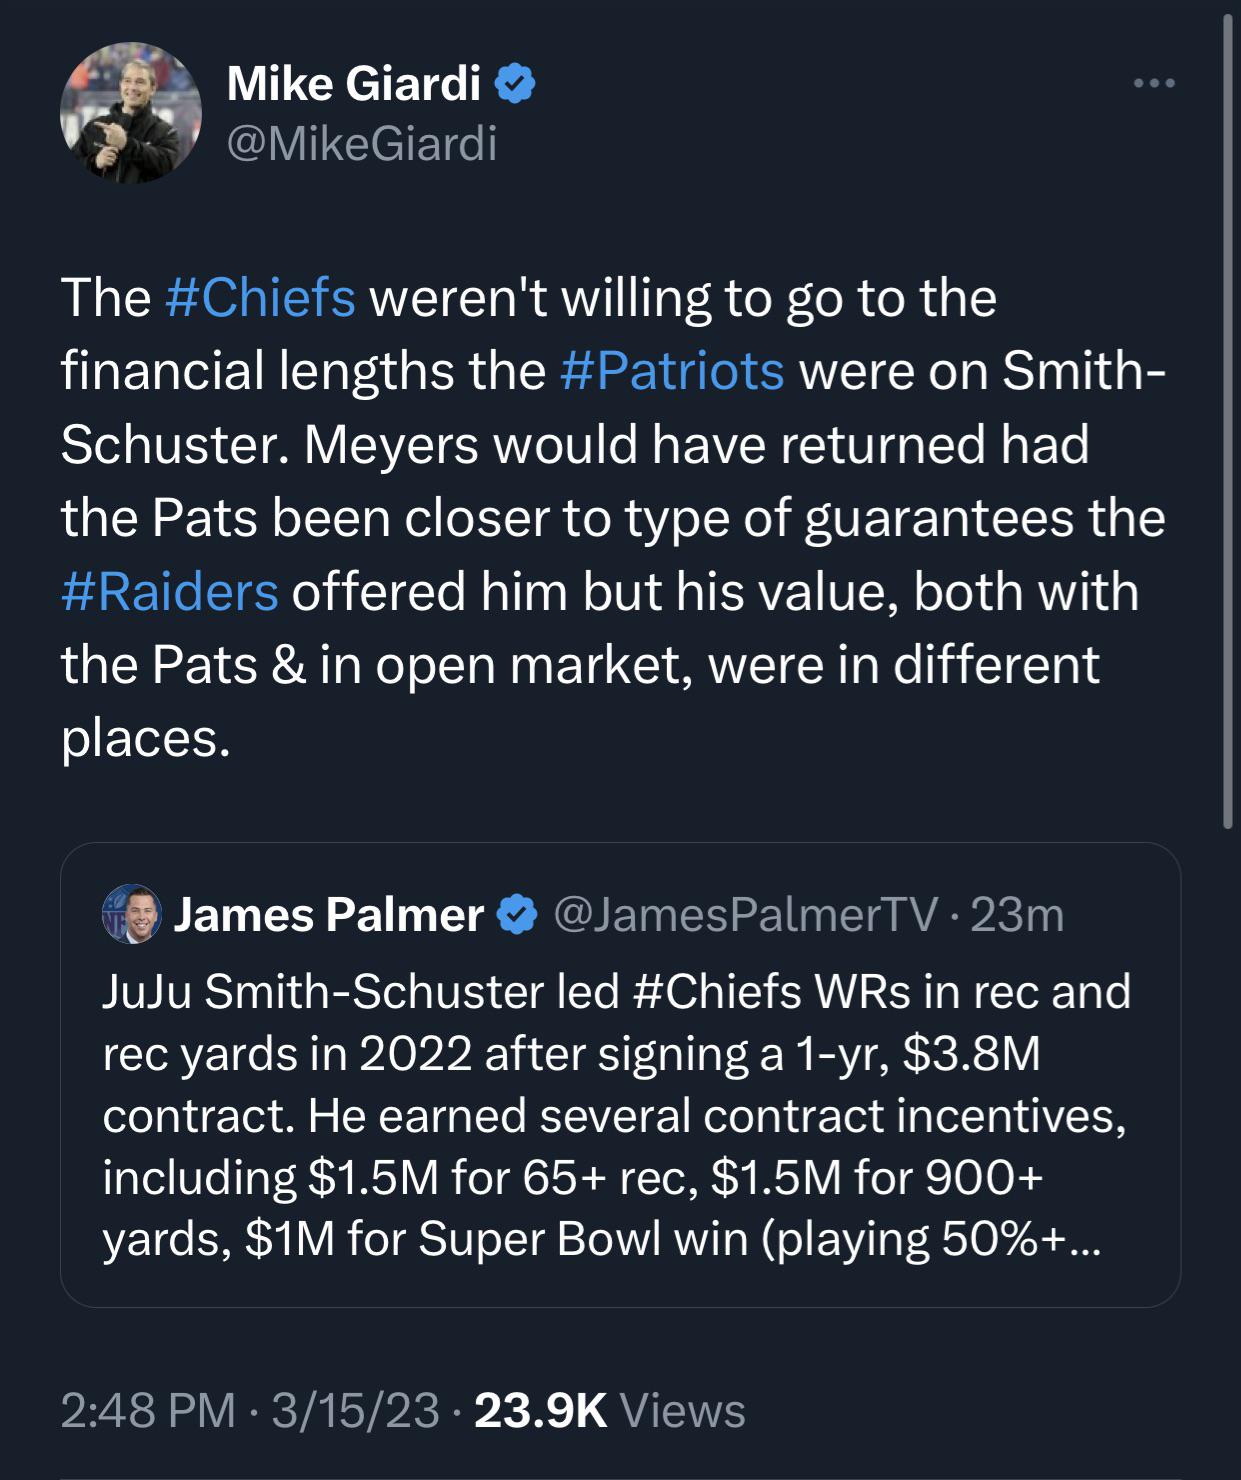 Mike Giardi
@MikeGiardi
The #Chiefs weren't willing to go to the
financial lengths the #Patriots were on Smith-
Schuster. Meyers would have returned had
the Pats been closer to type of guarantees the
#Raiders offered him but his value, both with
the Pats & in open market, were in different
places.
James Palmer @JamesPalmerTV · 23m
JuJu Smith-Schuster led #Chiefs WRs in rec and
rec yards in 2022 after signing a 1-yr, $3.8M
contract. He earned several contract incentives,
including $1.5M for 65+ rec, $1.5M for 900+
yards, $1M for Super Bowl win (playing 50%+...
2:48 PM · 3/15/23 · 23.9K Views